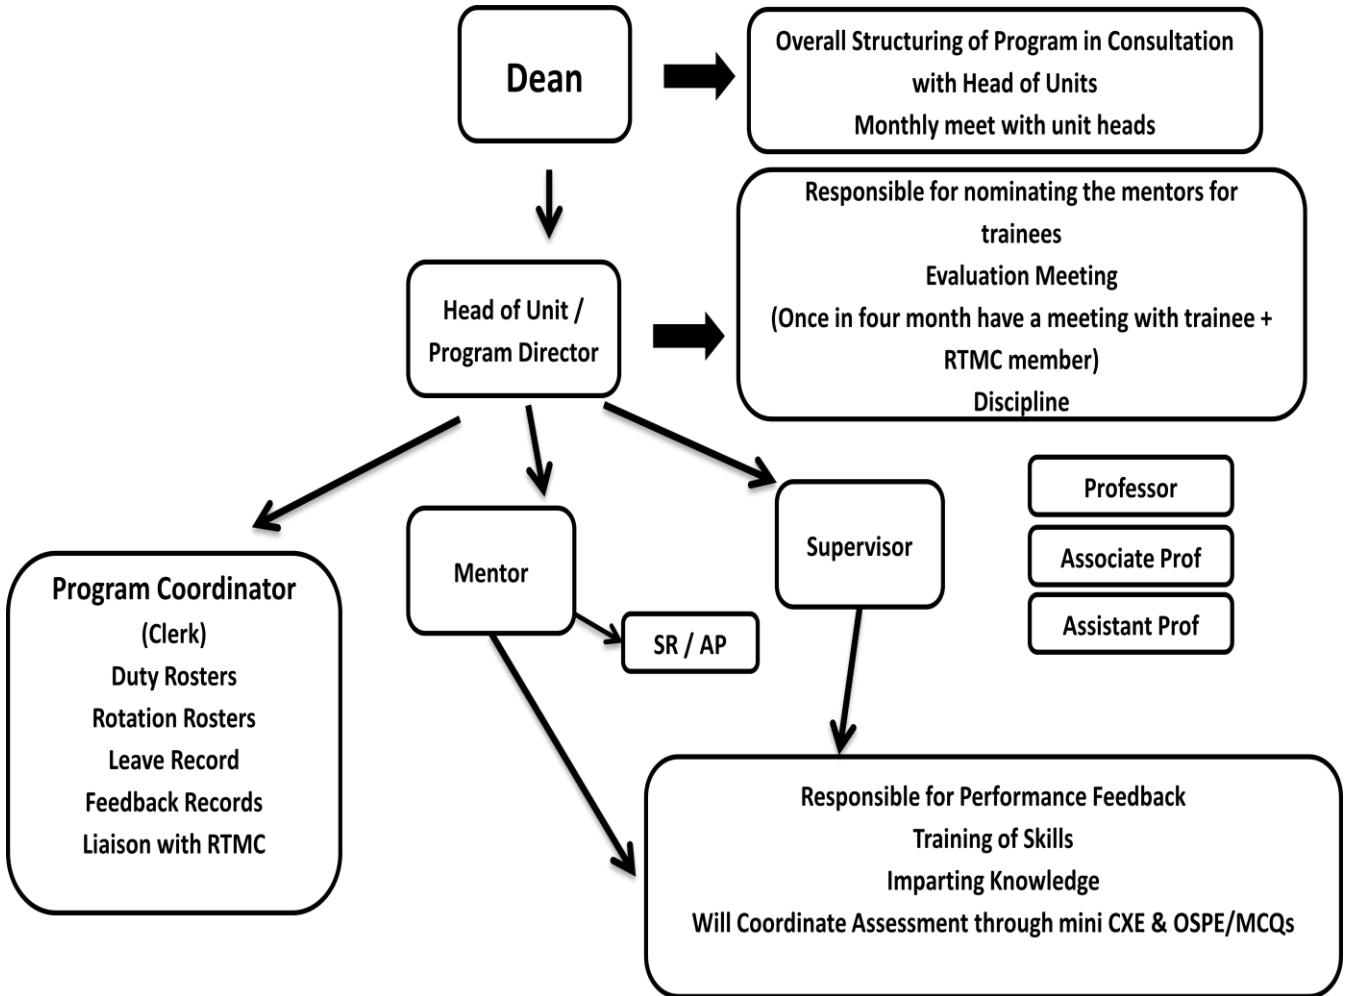 Dean
Overall Structuring of Program in Consultation
with Head of Units
Monthly meet with unit heads
Head of Unit /
Program Director
Responsible for nominating the mentors for
trainees
Evaluation Meeting
(Once in four month have a meeting with trainee +
RTMC member)
Discipline
Program Coordinator
(Clerk)
Duty Rosters
Rotation Rosters
Leave Record
Feedback Records
Liaison with RTMC
Mentor
SR / AP
Supervisor
Professor
Associate Prof
Assistant Prof
Responsible for Performance Feedback
Training of Skills
Imparting Knowledge
Will Coordinate Assessment through mini CXE & OSPE/MCQs